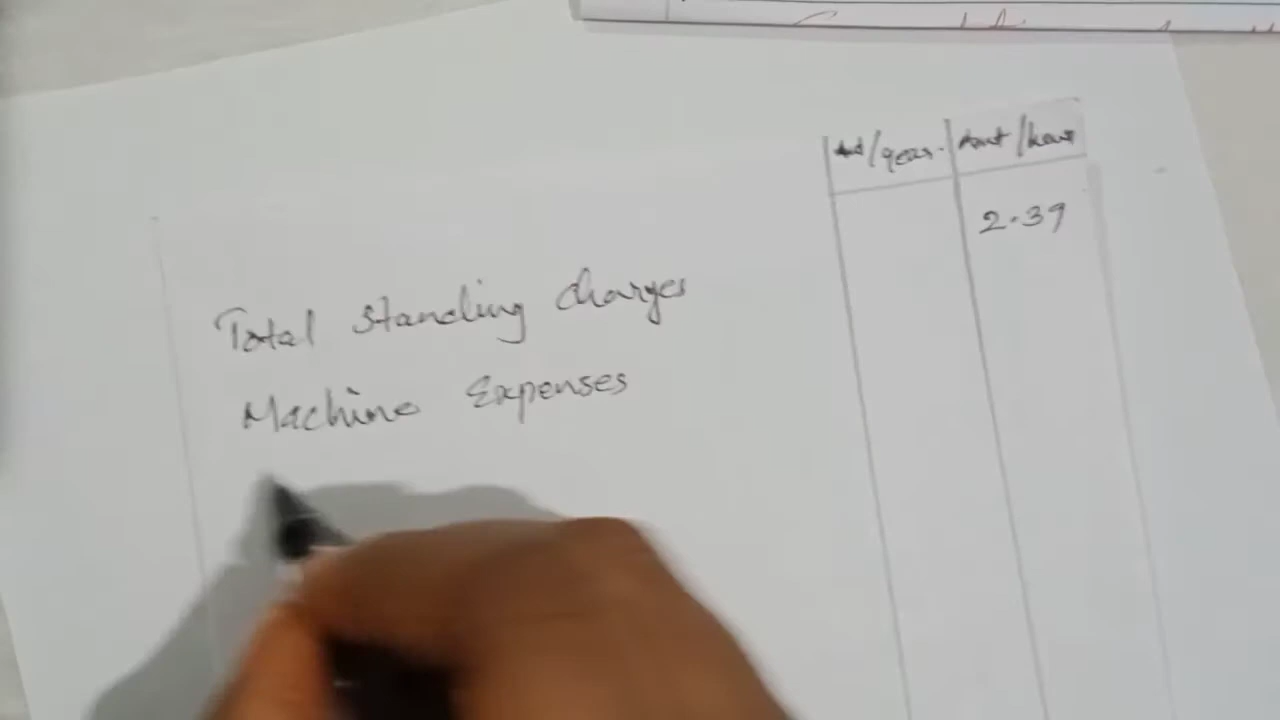 Amt/year. Amt/hour
2.39
Total Standing Charges
Machine Expenses